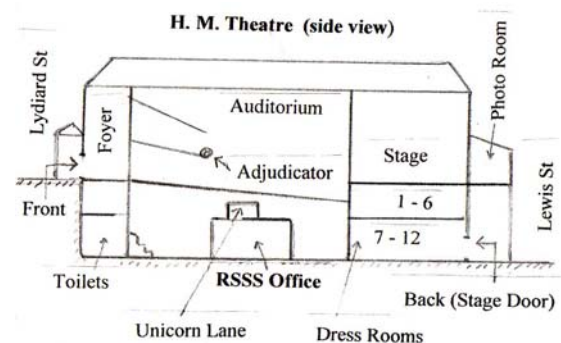 H. M. Theatre (side view)
Lydiard St
Foyer
Auditorium
Adjudicator
Stage
Photo Room
Lewis St
Front
1 - 6
7 - 12
Toilets
RSSS Office
Back (Stage Door)
Unicorn Lane
Dress Rooms